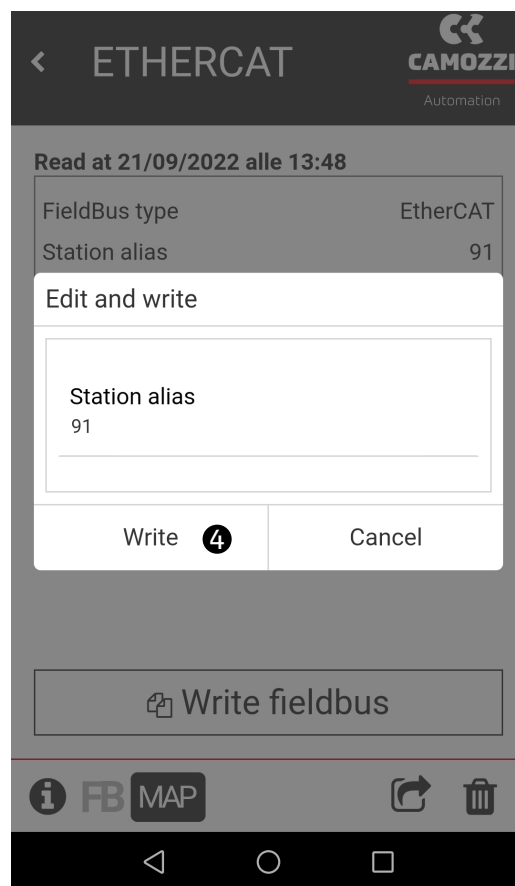 ETHERCAT
CAMOZZI
Automation
Read at 21/09/2022 alle 13:48
FieldBus type EtherCAT
Station alias 91
Edit and write
Station alias
91
Write 4 Cancel
Write fieldbus
i FB MAP